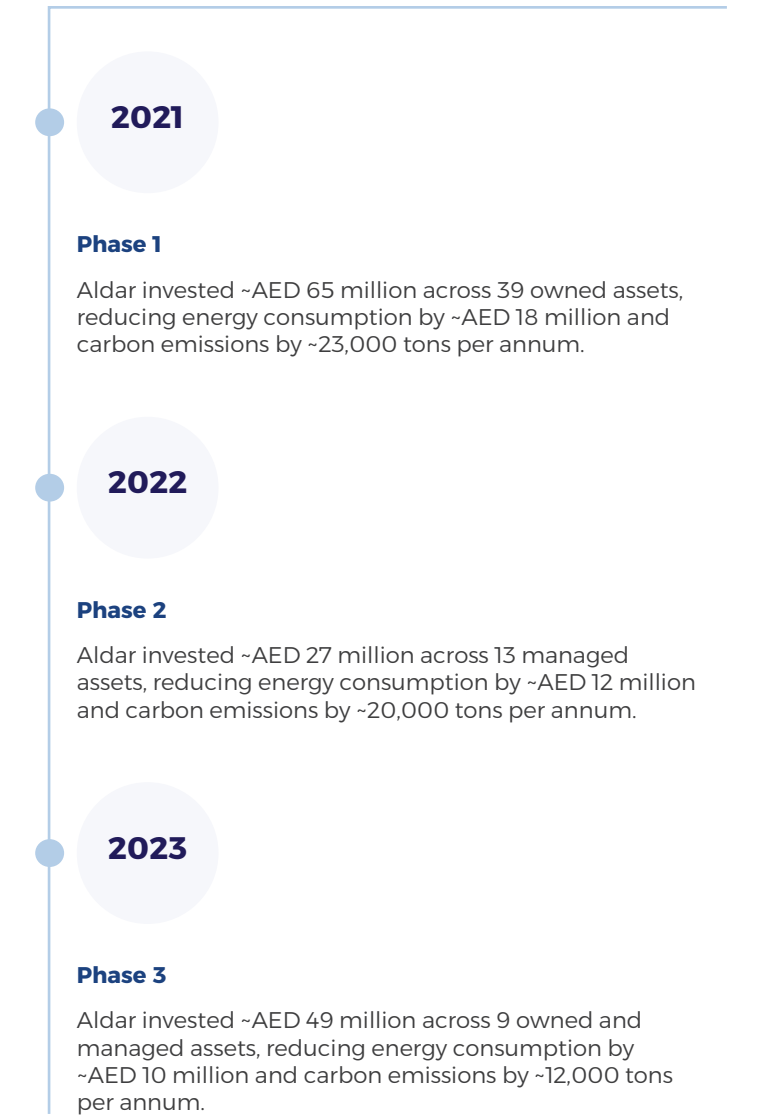 2021
Phase 1
Aldar invested ~AED 65 million across 39 owned assets,
reducing energy consumption by ~AED 18 million and
carbon emissions by ~23,000 tons per annum.
2022
Phase 2
Aldar invested ~AED 27 million across 13 managed
assets, reducing energy consumption by ~AED 12 million
and carbon emissions by ~20,000 tons per annum.
2023
Phase 3
Aldar invested ~AED 49 million across 9 owned and
managed assets, reducing energy consumption by
~AED 10 million and carbon emissions by ~12,000 tons
per annum.